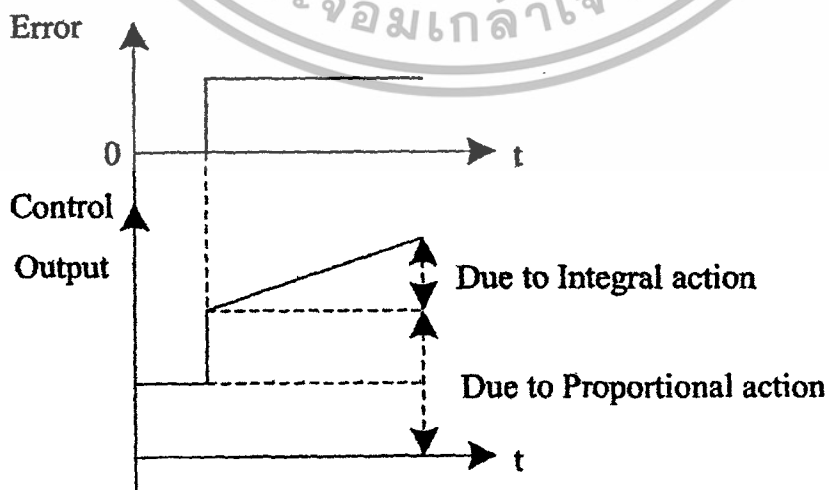 Error
0
t
Control
Output
Due to Integral action
Due to Proportional action
t